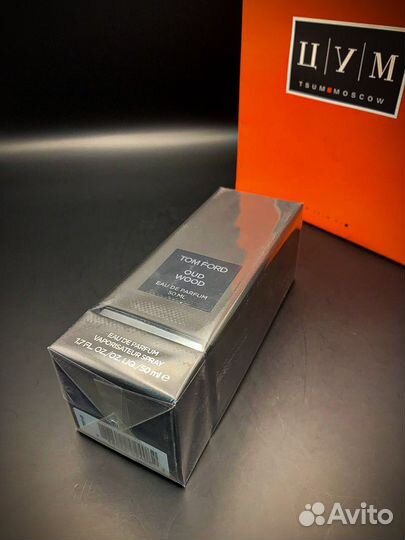 Ц|У|М
TSUM MOSCOW
TOM FORD
OUD
WOOD
EAU DE PARFUM
50 ML
EAU DE PARFUM
VAPORISATEUR SPRAY
1.7 FL. OZ./OZ. LIQ./50 ml e
Avito